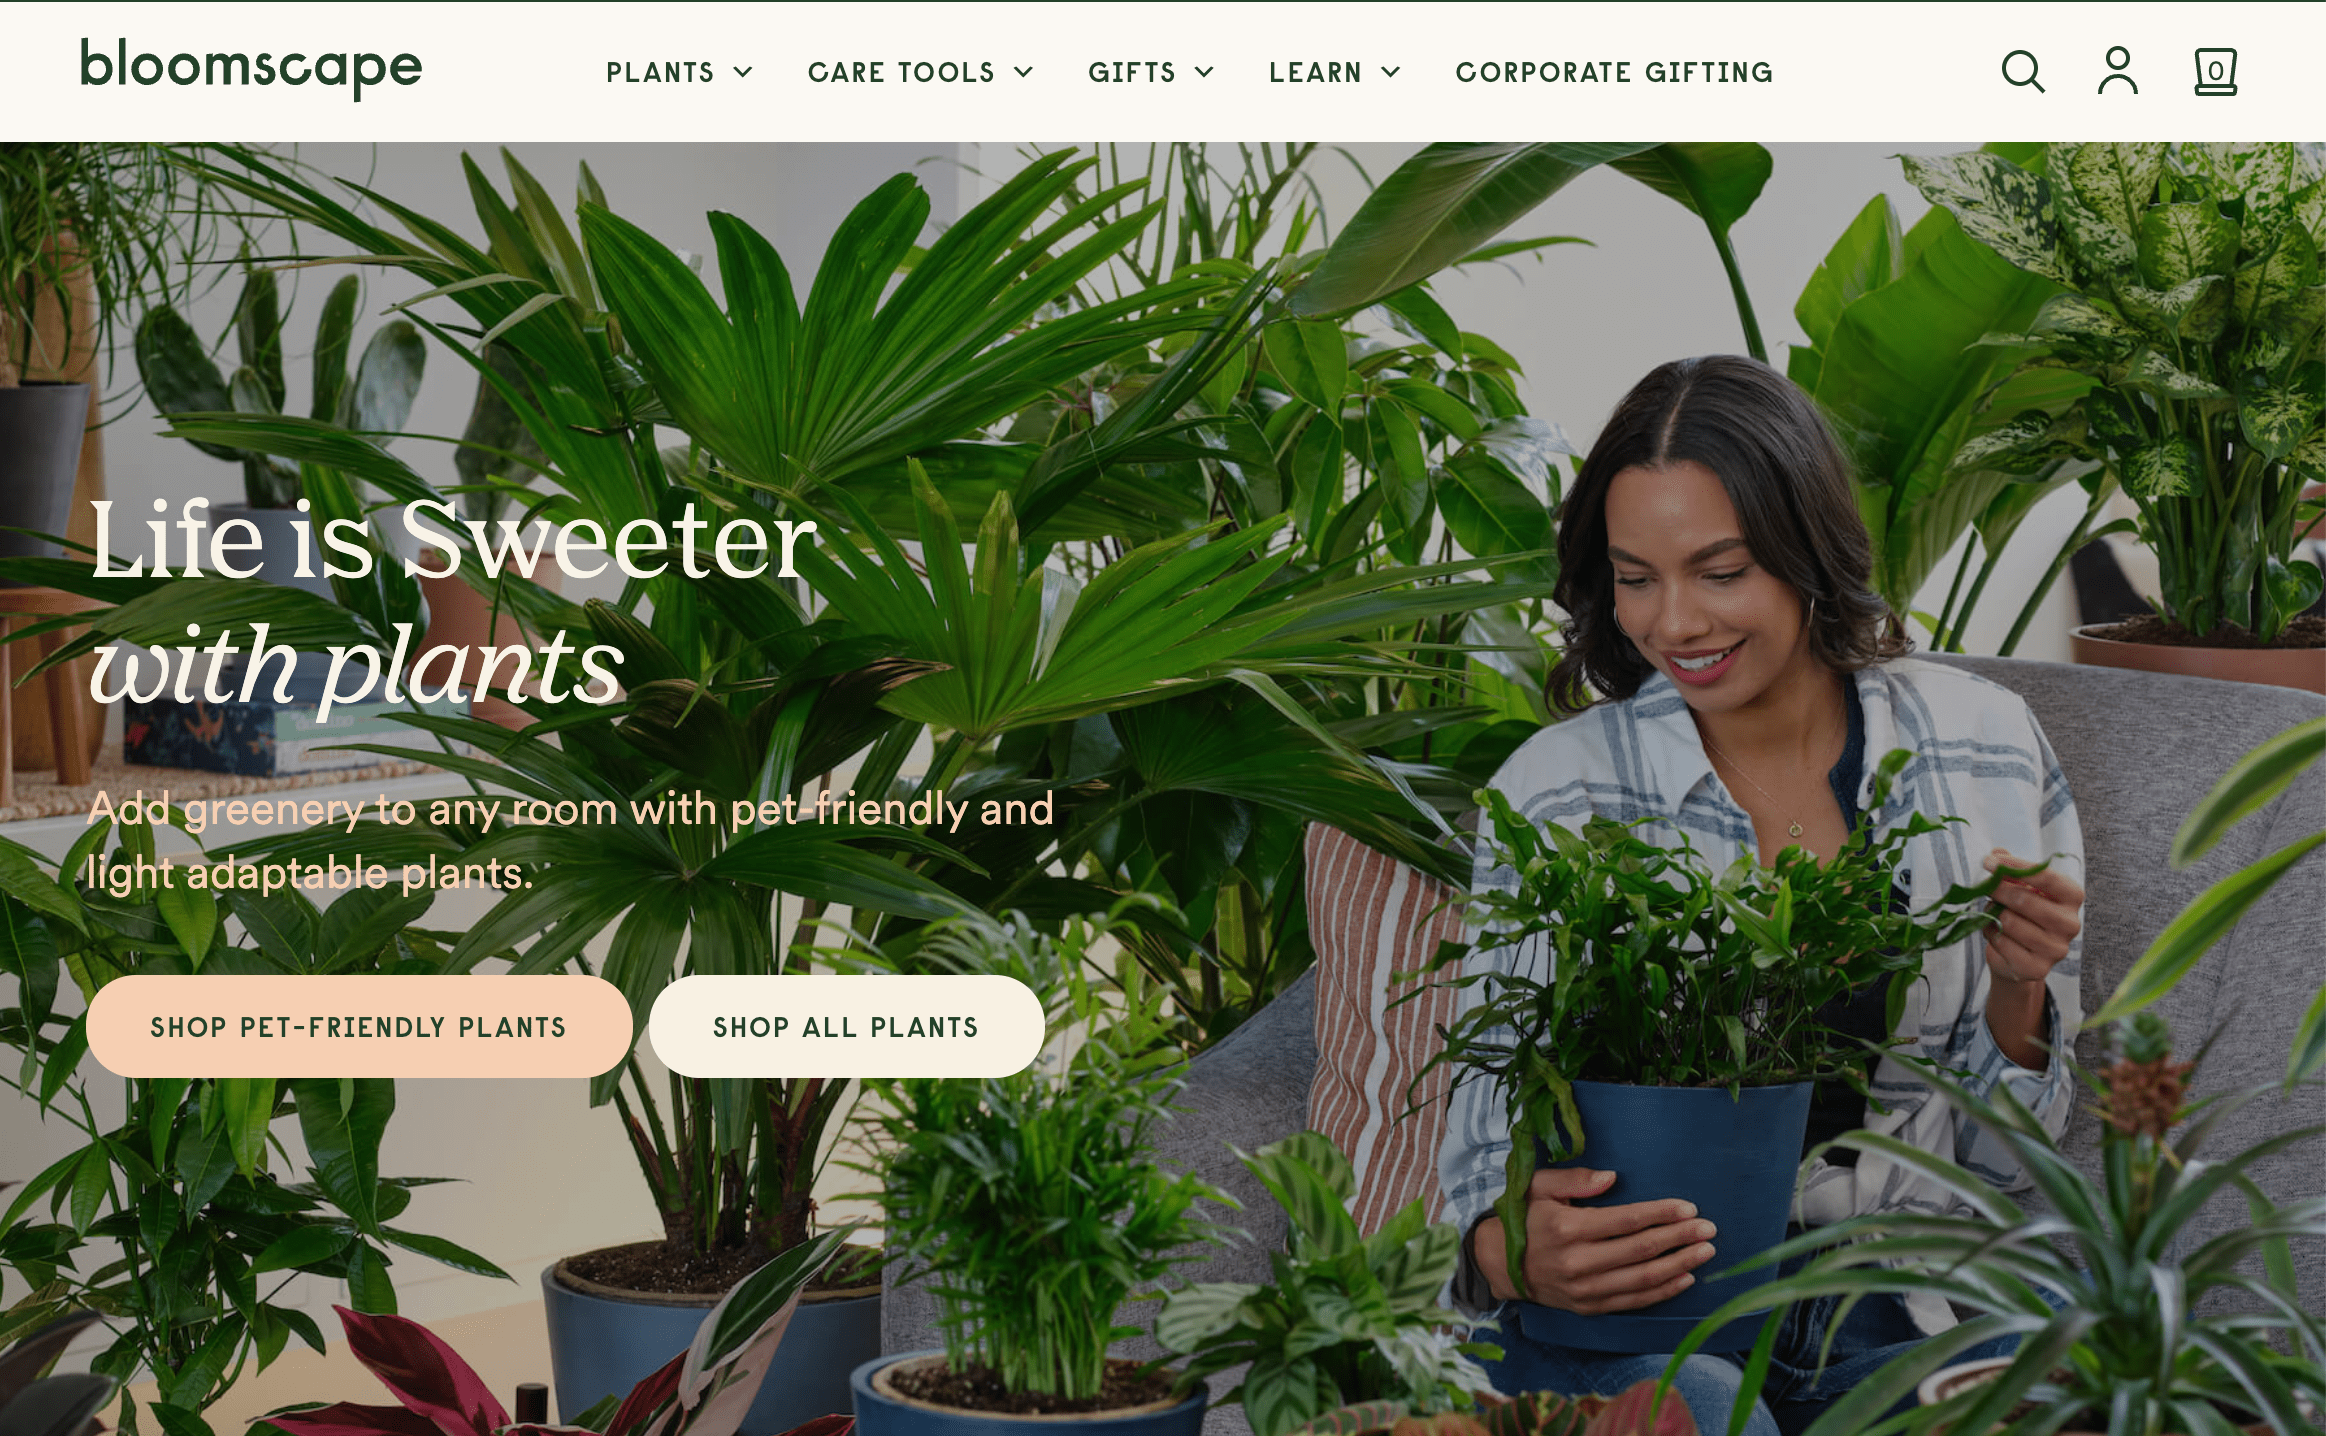 bloomscape
PLANTS
CARE TOOLS
GIFTS
LEARN
CORPORATE GIFTING
0
Life is Sweeter
with plants
Add greenery to any room with pet-friendly and
light adaptable plants.
SHOP PET-FRIENDLY PLANTS
SHOP ALL PLANTS